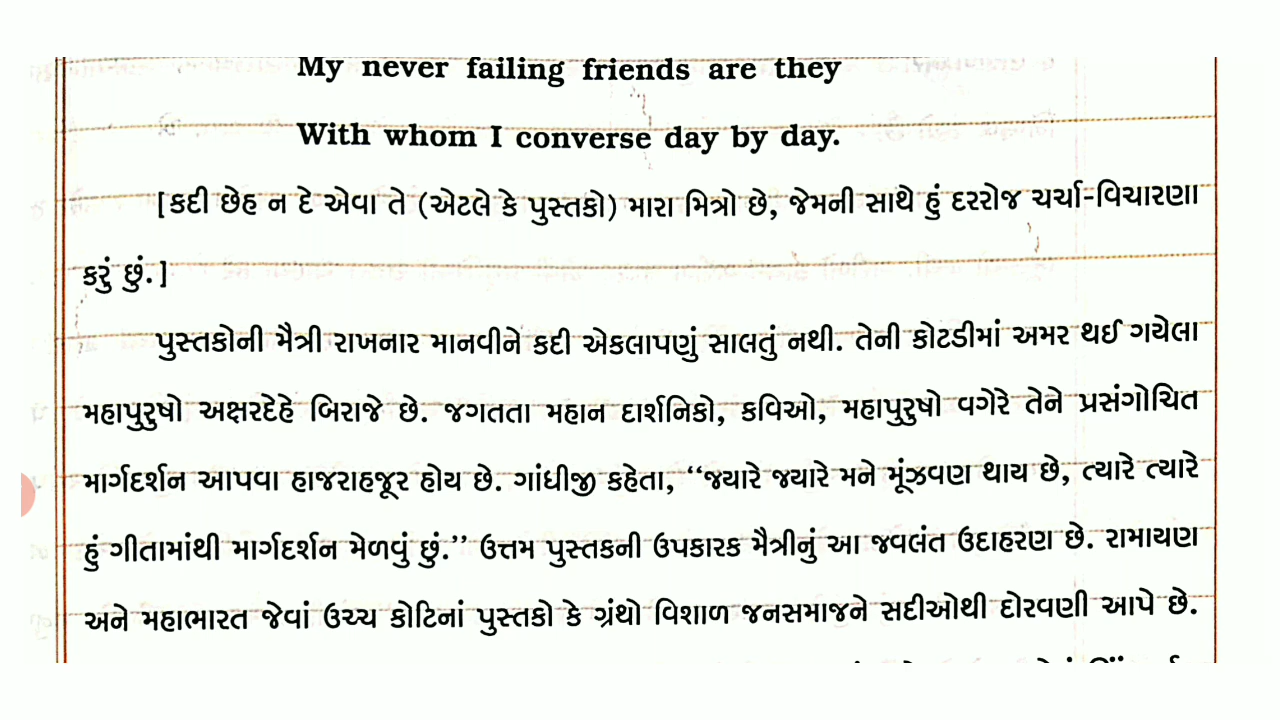 My never failing friends are they
With whom I converse day by day.
[કદી છેહ ન દે એવા તે (એટલે કે પુસ્તકો) મારા મિત્રો છે, જેમની સાથે હું દરરોજ ચર્ચા-વિચારણા
કરું છું.]
પુસ્તકોની મૈત્રી રાખનાર માનવીને કદી એકલાપણું સાલતું નથી. તેની કોટડીમાં અમર થઈ ગયેલા
મહાપુરુષો અક્ષરદેહે બિરાજે છે. જગતતા મહાન દાર્શનિકો, કવિઓ, મહાપુરુષો વગેરે તેને પ્રસંગોચિત
માર્ગદર્શન આપવા હાજરાહજૂર હોય છે. ગાંધીજી કહેતા, “જ્યારે જ્યારે મને મૂંઝવણ થાય છે, ત્યારે ત્યારે
હું ગીતામાંથી માર્ગદર્શન મેળવું છું.” ઉત્તમ પુસ્તકની ઉપકારક મૈત્રીનું આ જવલંત ઉદાહરણ છે. રામાયણ
અને મહાભારત જેવાં ઉચ્ચ કોટિનાં પુસ્તકો કે ગ્રંથો વિશાળ જનસમાજને સદીઓથી દોરવણી આપે છે.